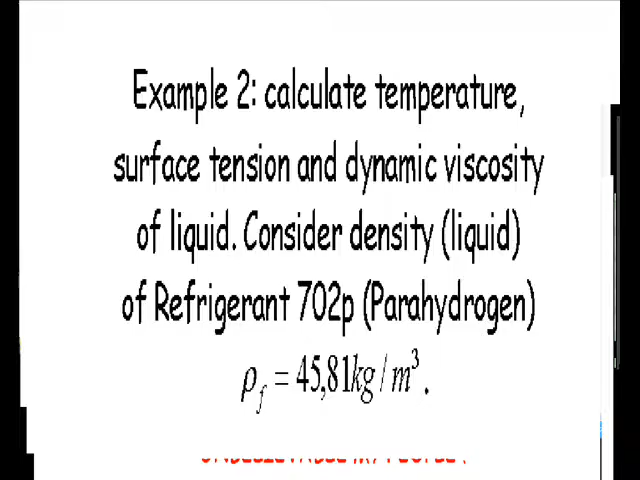 Example 2: calculate temperature,
surface tension and dynamic viscosity
of liquid. Consider density (liquid)
of Refrigerant 702p (Parahydrogen)
ρ_f = 45,81kg / m³.